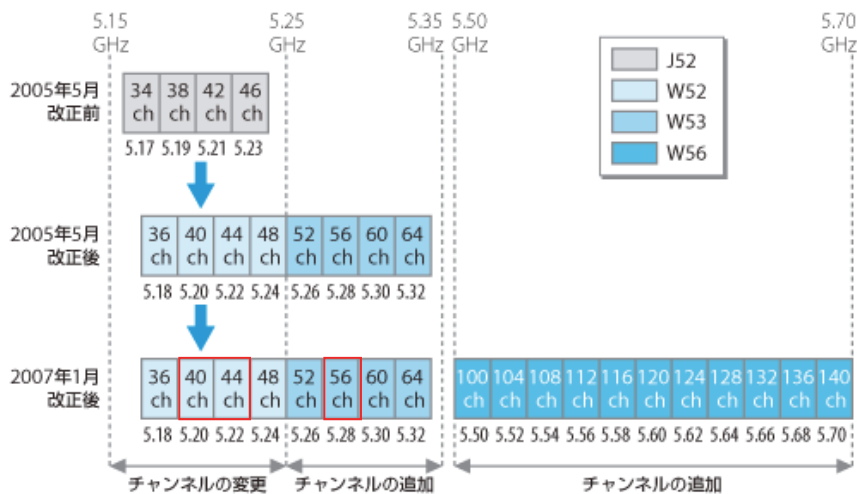 5.15 GHz
5.25 GHz
5.35 GHz
5.50 GHz
5.70 GHz
J52
W52
W53
W56
2005年5月
改正前
34 ch
38 ch
42 ch
46 ch
5.17 5.19 5.21 5.23
2005年5月
改正後
36 ch
40 ch
44 ch
48 ch
52 ch
56 ch
60 ch
64 ch
5.18 5.20 5.22 5.24 5.26 5.28 5.30 5.32
2007年1月
改正後
36 ch
40 ch
44 ch
48 ch
52 ch
56 ch
60 ch
64 ch
100 ch
104 ch
108 ch
112 ch
116 ch
120 ch
124 ch
128 ch
132 ch
136 ch
140 ch
5.18 5.20 5.22 5.24 5.26 5.28 5.30 5.32 5.50 5.52 5.54 5.56 5.58 5.60 5.62 5.64 5.66 5.68 5.70
チャンネルの変更
チャンネルの追加
チャンネルの追加